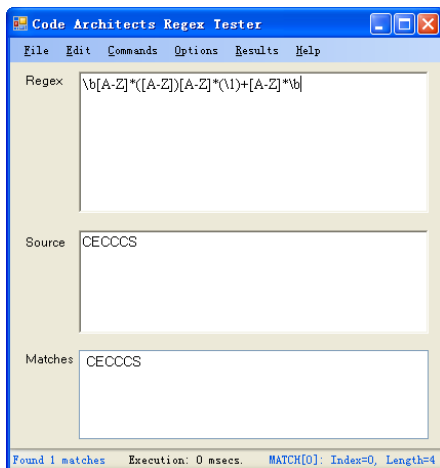 Code Architects Regex Tester
File Edit Commands Options Results Help
Regex \b[A-Z]*([A-Z])[A-Z]*(\1)+[A-Z]*\b
Source CECCCS
Matches CECCCS
Found 1 matches Execution: 0 msecs. MATCH[0]: Index=0, Length=4